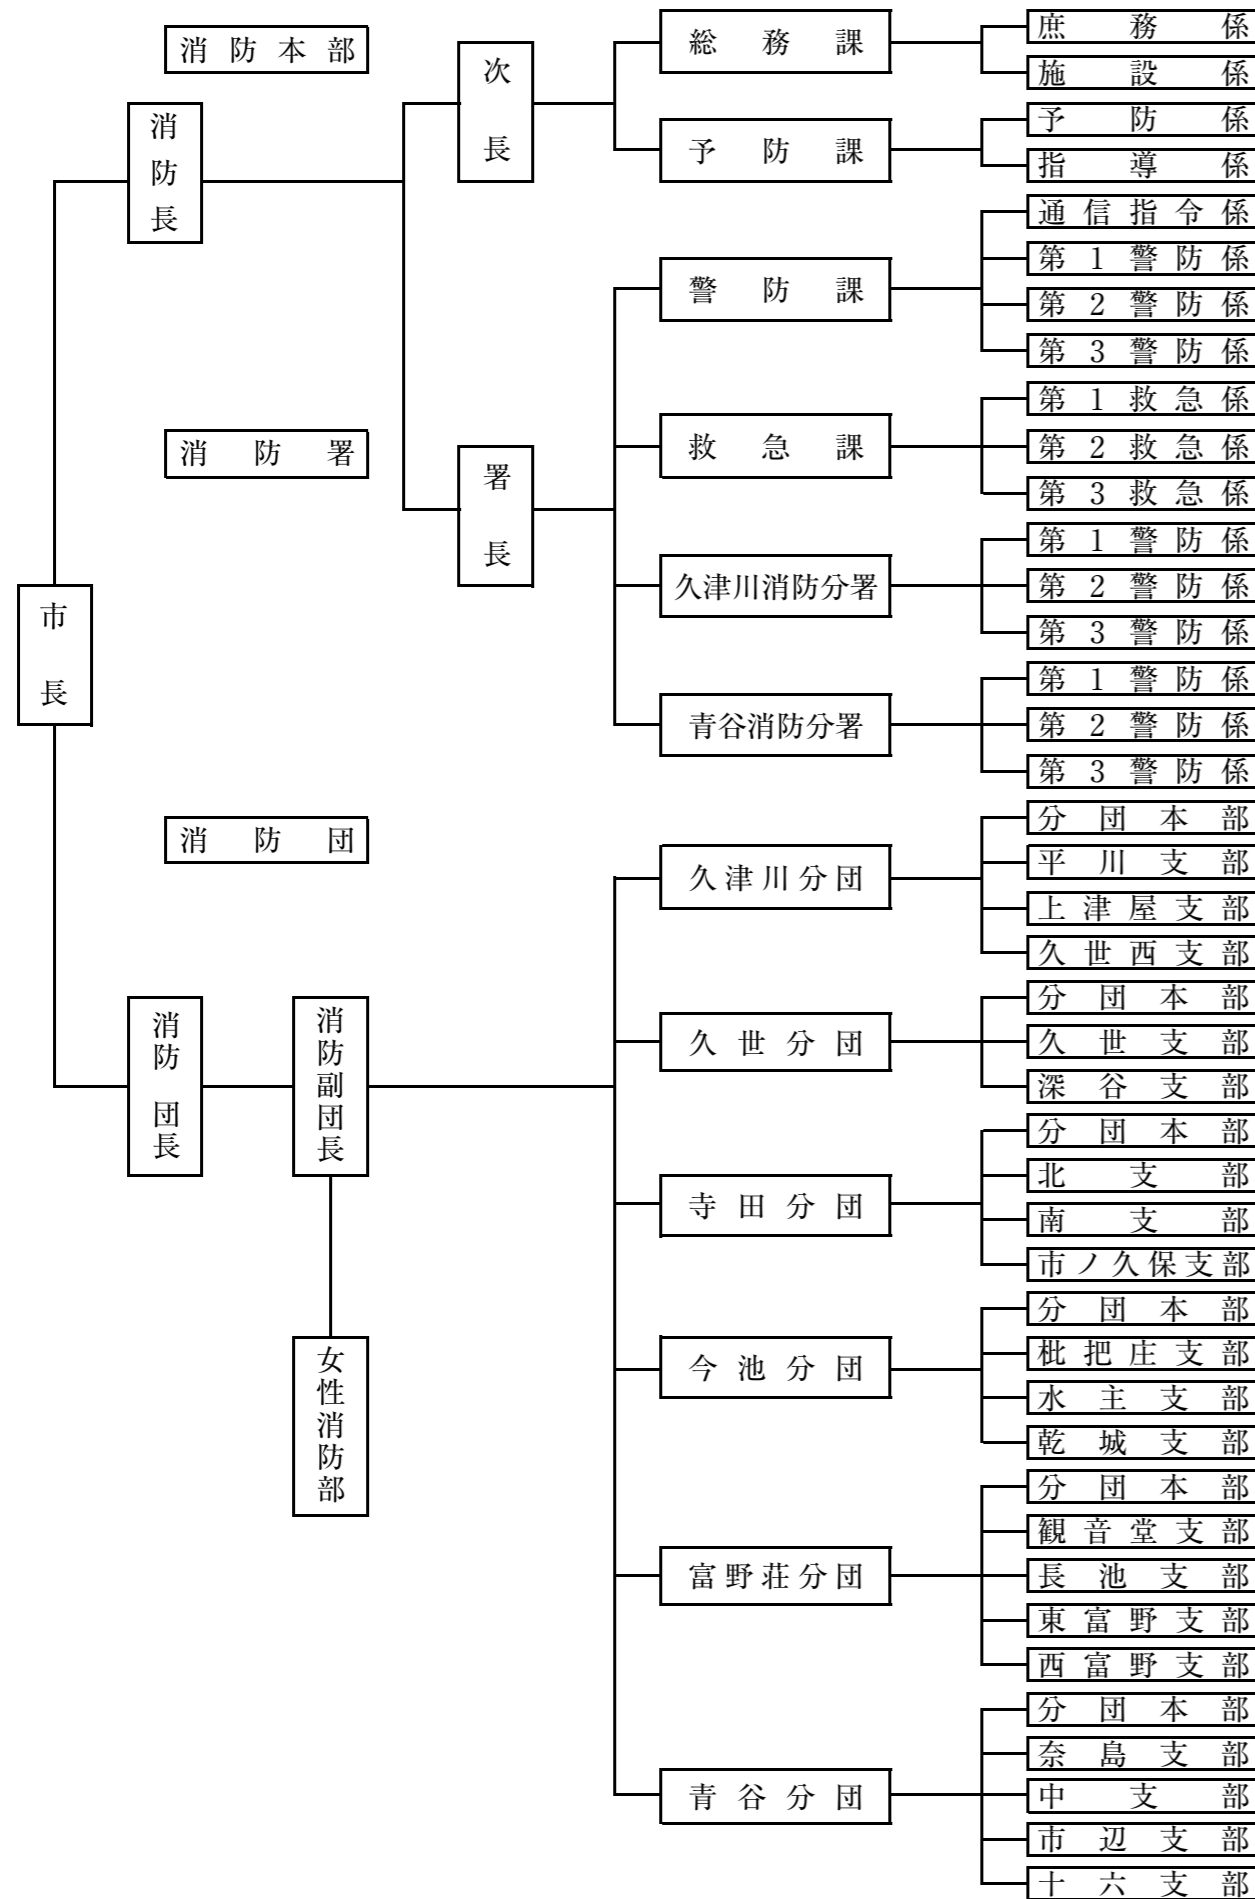 消防本部
消防長
次長
総務課
庶務係
施設係
予防課
予防係
指導係
消防署
署長
警防課
通信指令係
第1警防係
第2警防係
第3警防係
救急課
第1救急係
第2救急係
第3救急係
久津川消防分署
第1警防係
第2警防係
第3警防係
青谷消防分署
第1警防係
第2警防係
第3警防係
市長
消防団
消防団長
消防副団長
女性消防部
久津川分団
分団本部
平川支部
上津屋支部
久世西支部
久世分団
分団本部
久世支部
深谷支部
寺田分団
分団本部
北支部
南支部
市ノ久保支部
今池分団
分団本部
枇把庄支部
水主支部
乾城支部
富野荘分団
分団本部
観音堂支部
長池支部
東富野支部
西富野支部
青谷分団
分団本部
奈島支部
中支部
市辺支部
十六支部